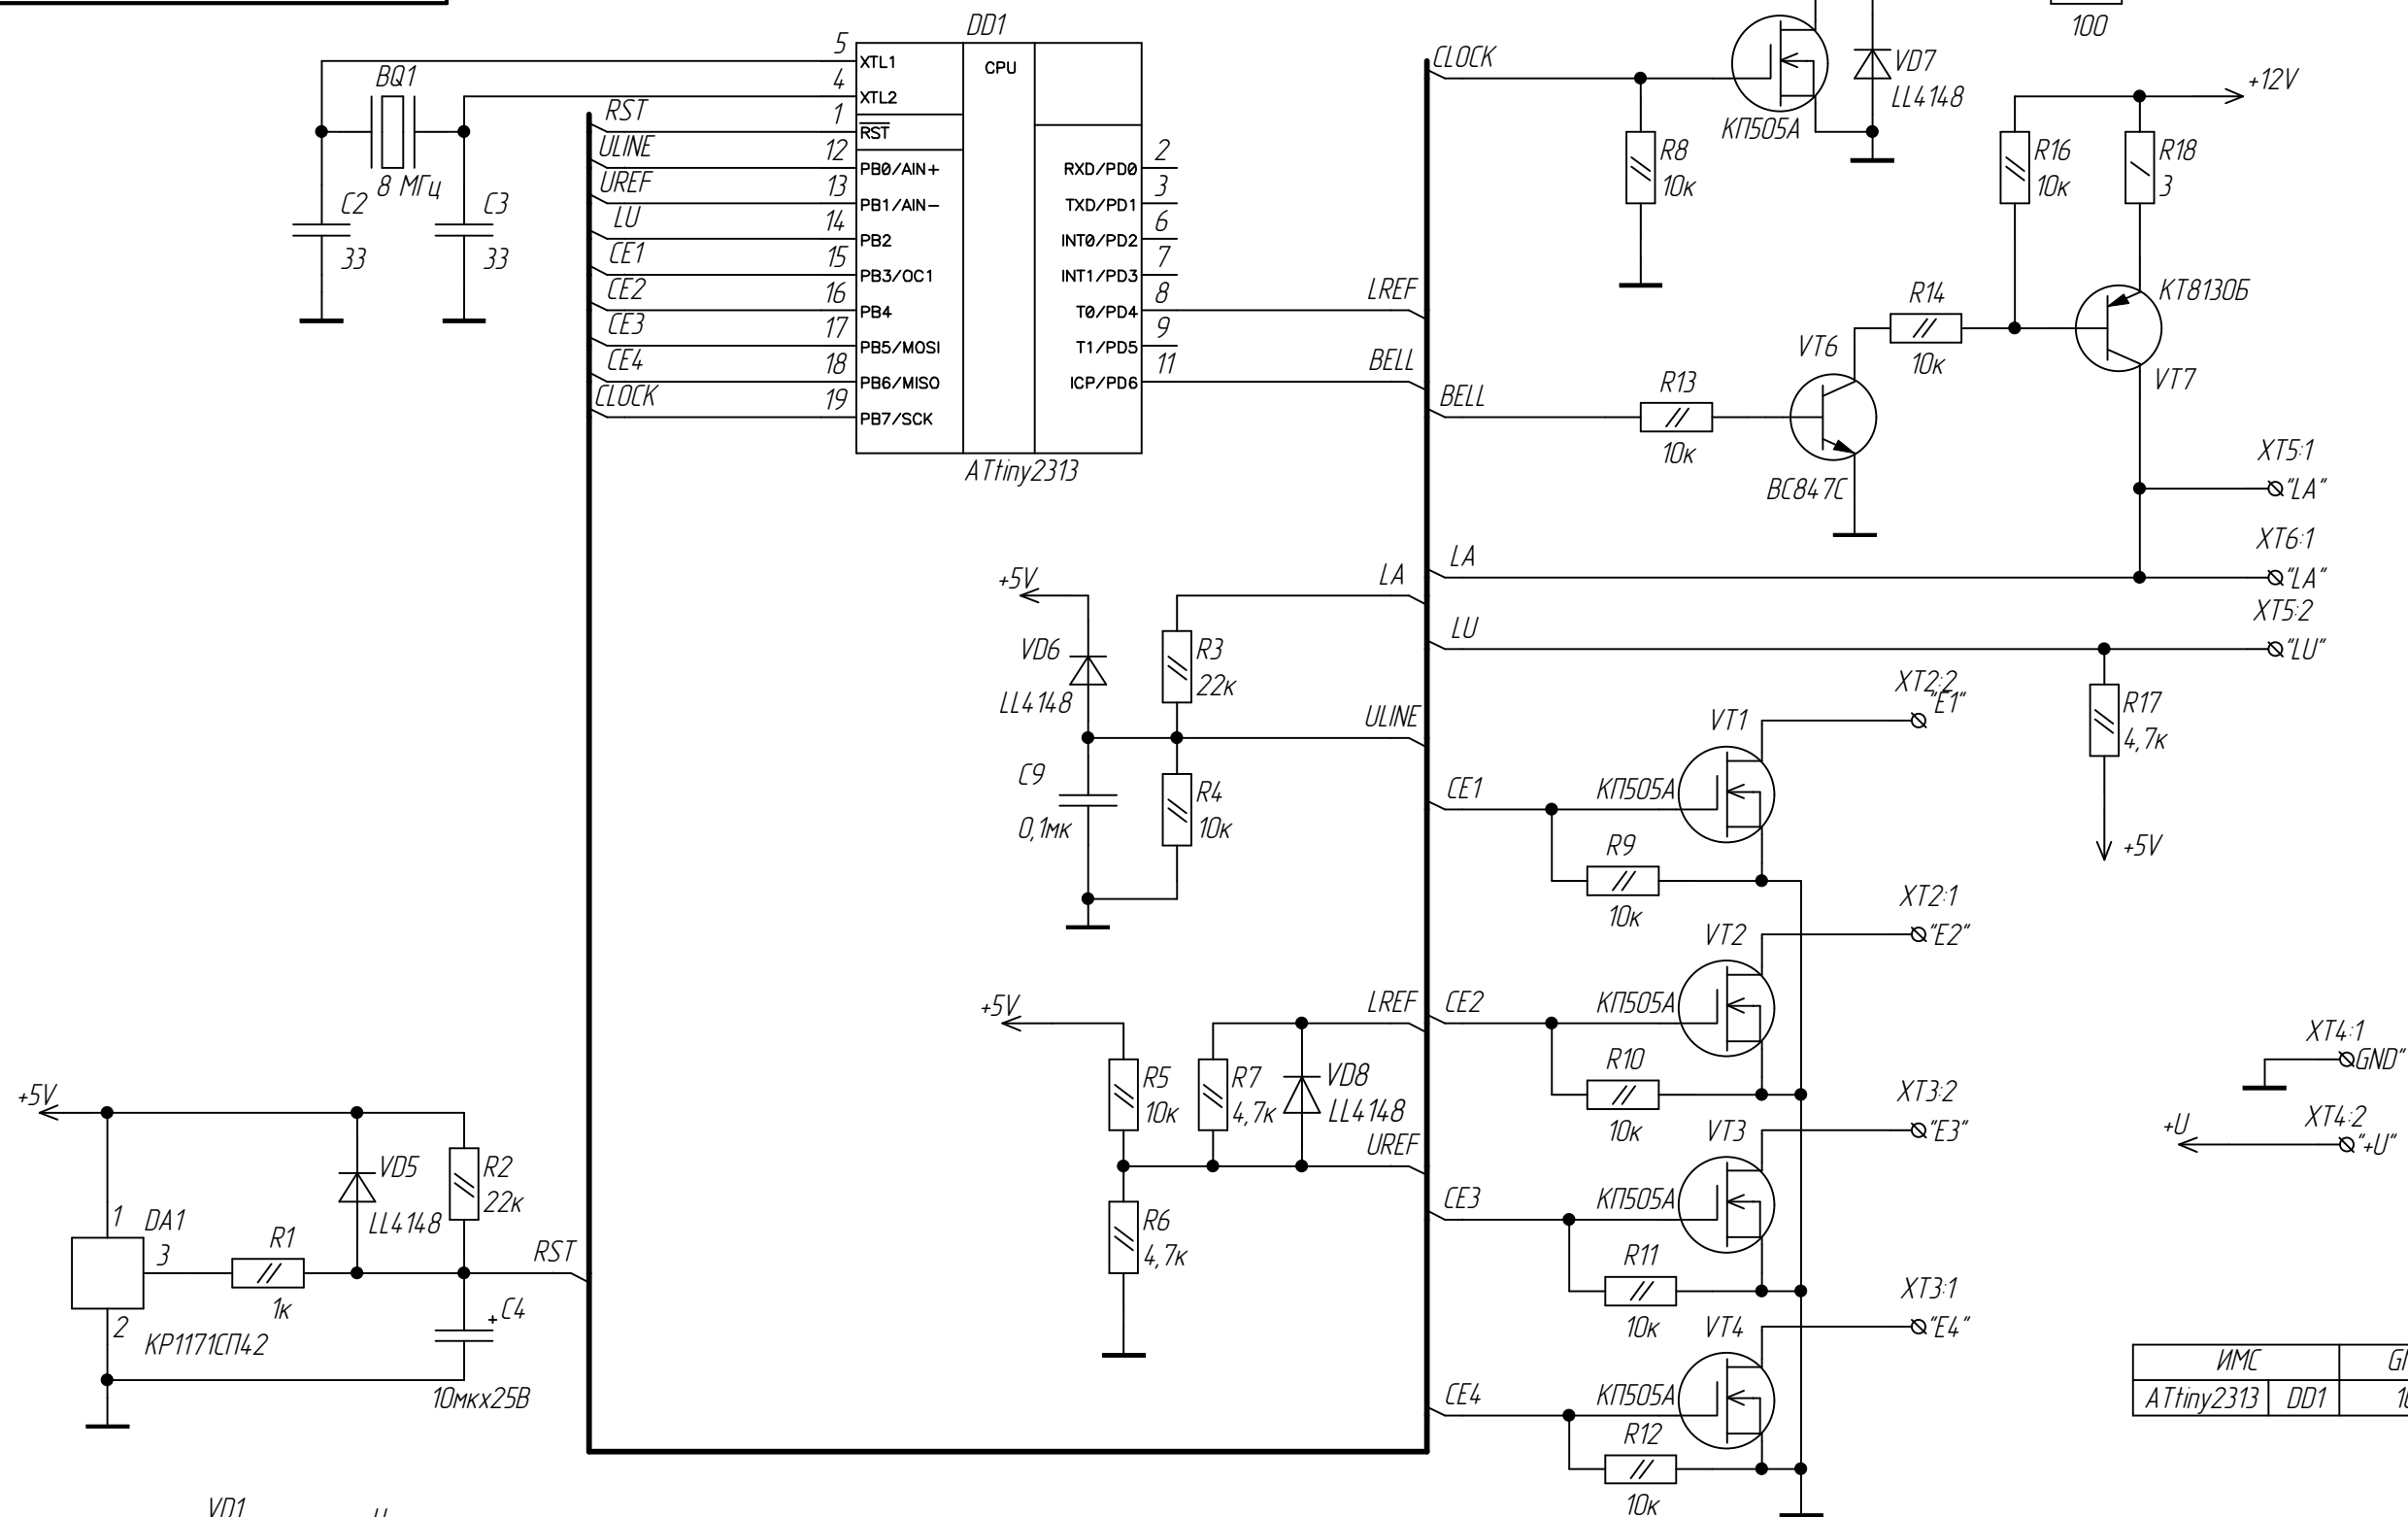 DD1
CPU
5
XTL1
4
XTL2
1
RST
12
PB0/AIN+
13
PB1/AIN-
14
PB2
15
PB3/OC1
16
PB4
17
PB5/MOSI
18
PB6/MISO
19
PB7/SCK
RXD/PD0
2
TXD/PD1
3
INT0/PD2
6
INT1/PD3
7
T0/PD4
8
T1/PD5
9
ICP/PD6
11
ATtiny2313
BQ1
8 МГц
C2
33
C3
33
RST
ULINE
UREF
LU
CE1
CE2
CE3
CE4
CLOCK
LREF
BELL
CLOCK
КП505А
VD7
LL4148
R8
10к
100
+12V
R16
10к
R18
3
КТ8130Б
VT7
R14
10к
VT6
BC847C
BELL
R13
10к
XT5:1
"LA"
XT6:1
"LA"
XT5:2
"LU"
LA
LU
R17
4,7к
+5V
+5V
VD6
LL4148
LA
R3
22к
ULINE
C9
0,1мк
R4
10к
XT2:2
"E1"
VT1
КП505А
CE1
R9
10к
XT2:1
"E2"
VT2
КП505А
CE2
R10
10к
XT3:2
"E3"
VT3
КП505А
CE3
R11
10к
XT3:1
"E4"
VT4
КП505А
CE4
R12
10к
+5V
LREF
R5
10к
R7
4,7к
VD8
LL4148
UREF
R6
4,7к
XT4:1
GND"
XT4:2
+U
"+U"
+5V
VD5
LL4148
R2
22к
1
DA1
3
2
КР1171СП42
R1
1к
RST
+
C4
10мкх25В
ИМС
ATtiny2313
DD1
VD1